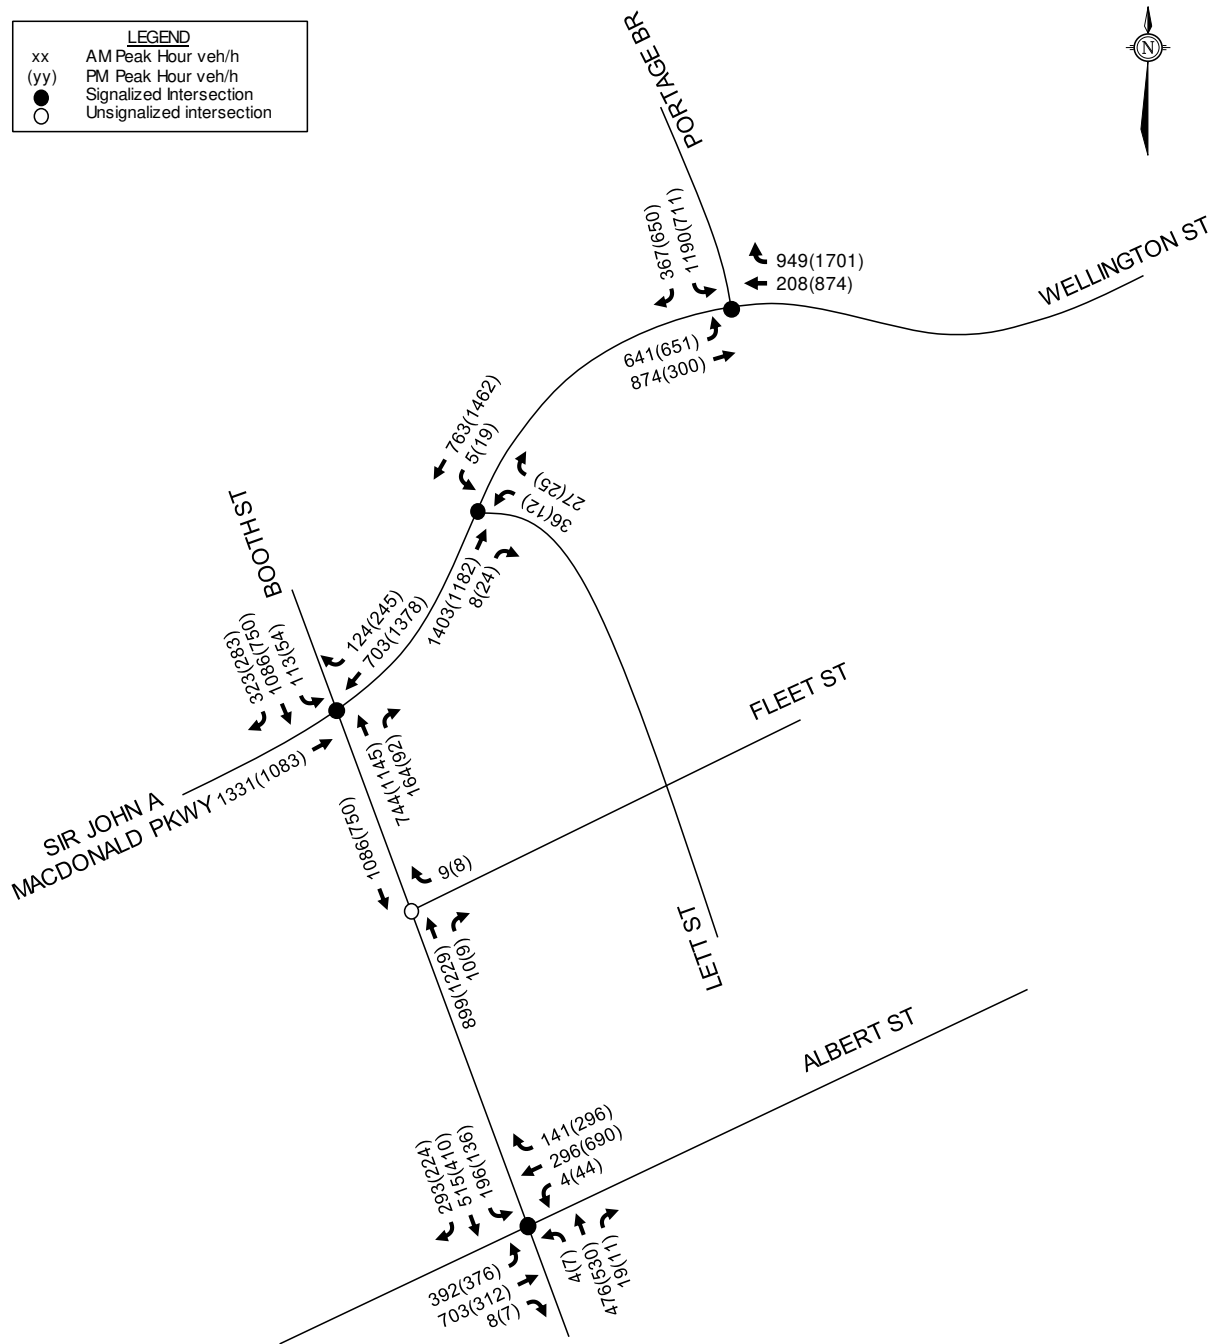 LEGEND
xx AM Peak Hour veh/h
(yy) PM Peak Hour veh/h
Signalized Intersection
Unsignalized intersection
N
PORTAGE BR
WELLINGTON ST
367(650)
1190(711)
949(1701)
208(874)
641(651)
874(300)
763(1462)
5(19)
27(25)
36(12)
1403(1182)
8(24)
BOOTH ST
323(283)
1086(750)
113(54)
124(245)
703(1378)
744(1145)
164(92)
1331(1083)
SIR JOHN A
MACDONALD PKWY
FLEET ST
1086(750)
9(8)
899(1229)
10(9)
LETT ST
ALBERT ST
293(224)
515(410)
196(136)
141(296)
296(690)
4(44)
392(376)
703(312)
8(7)
4(7)
476(530)
19(11)